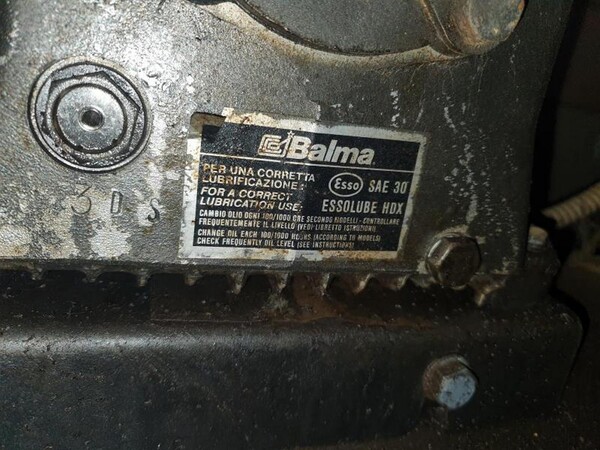 Balma
PER UNA CORRETTA
LUBRIFICAZIONE:
FOR A CORRECT
LUBRICATION USE:
Esso SAE 30
ESSOLUBE HDX
CAMBIO OLIO OGNI 100/1000 ORE SECONDO MODELLI - CONTROLLARE
FREQUENTEMENTE IL LIVELLO (VEDI LIBRETTO ISTRUZIONI)
CHANGE OIL EACH 100/1000 HOURS (ACCORDING TO MODELS)
CHECK FREQUENTLY OIL LEVEL (SEE INSTRUCTIONS)
3DS